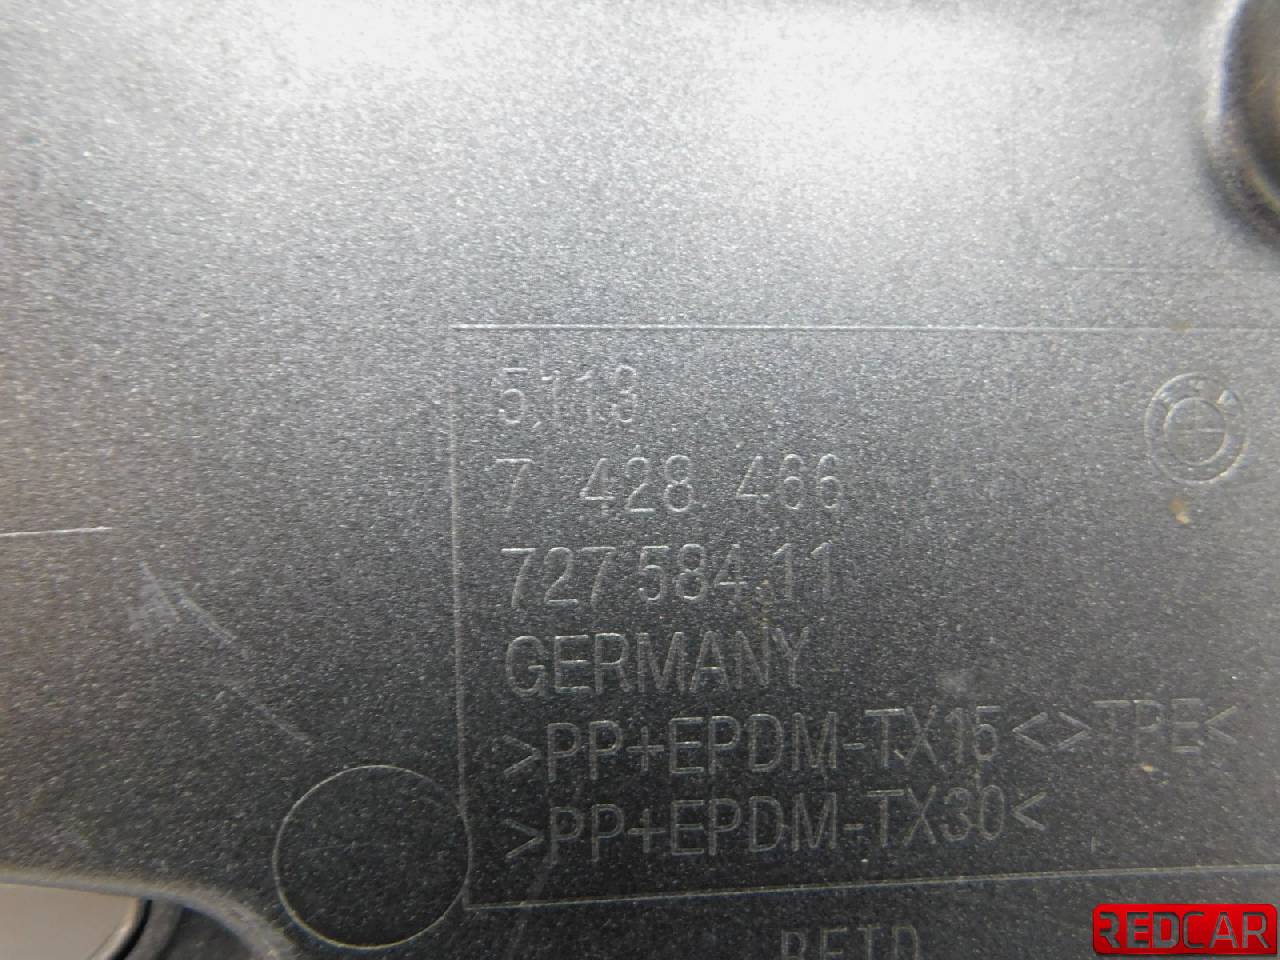 5113
7 428 466
727 584.11
GERMANY
>PP+EPDM-TX15<>TPE<
>PP+EPDM-TX30<
REDCAR